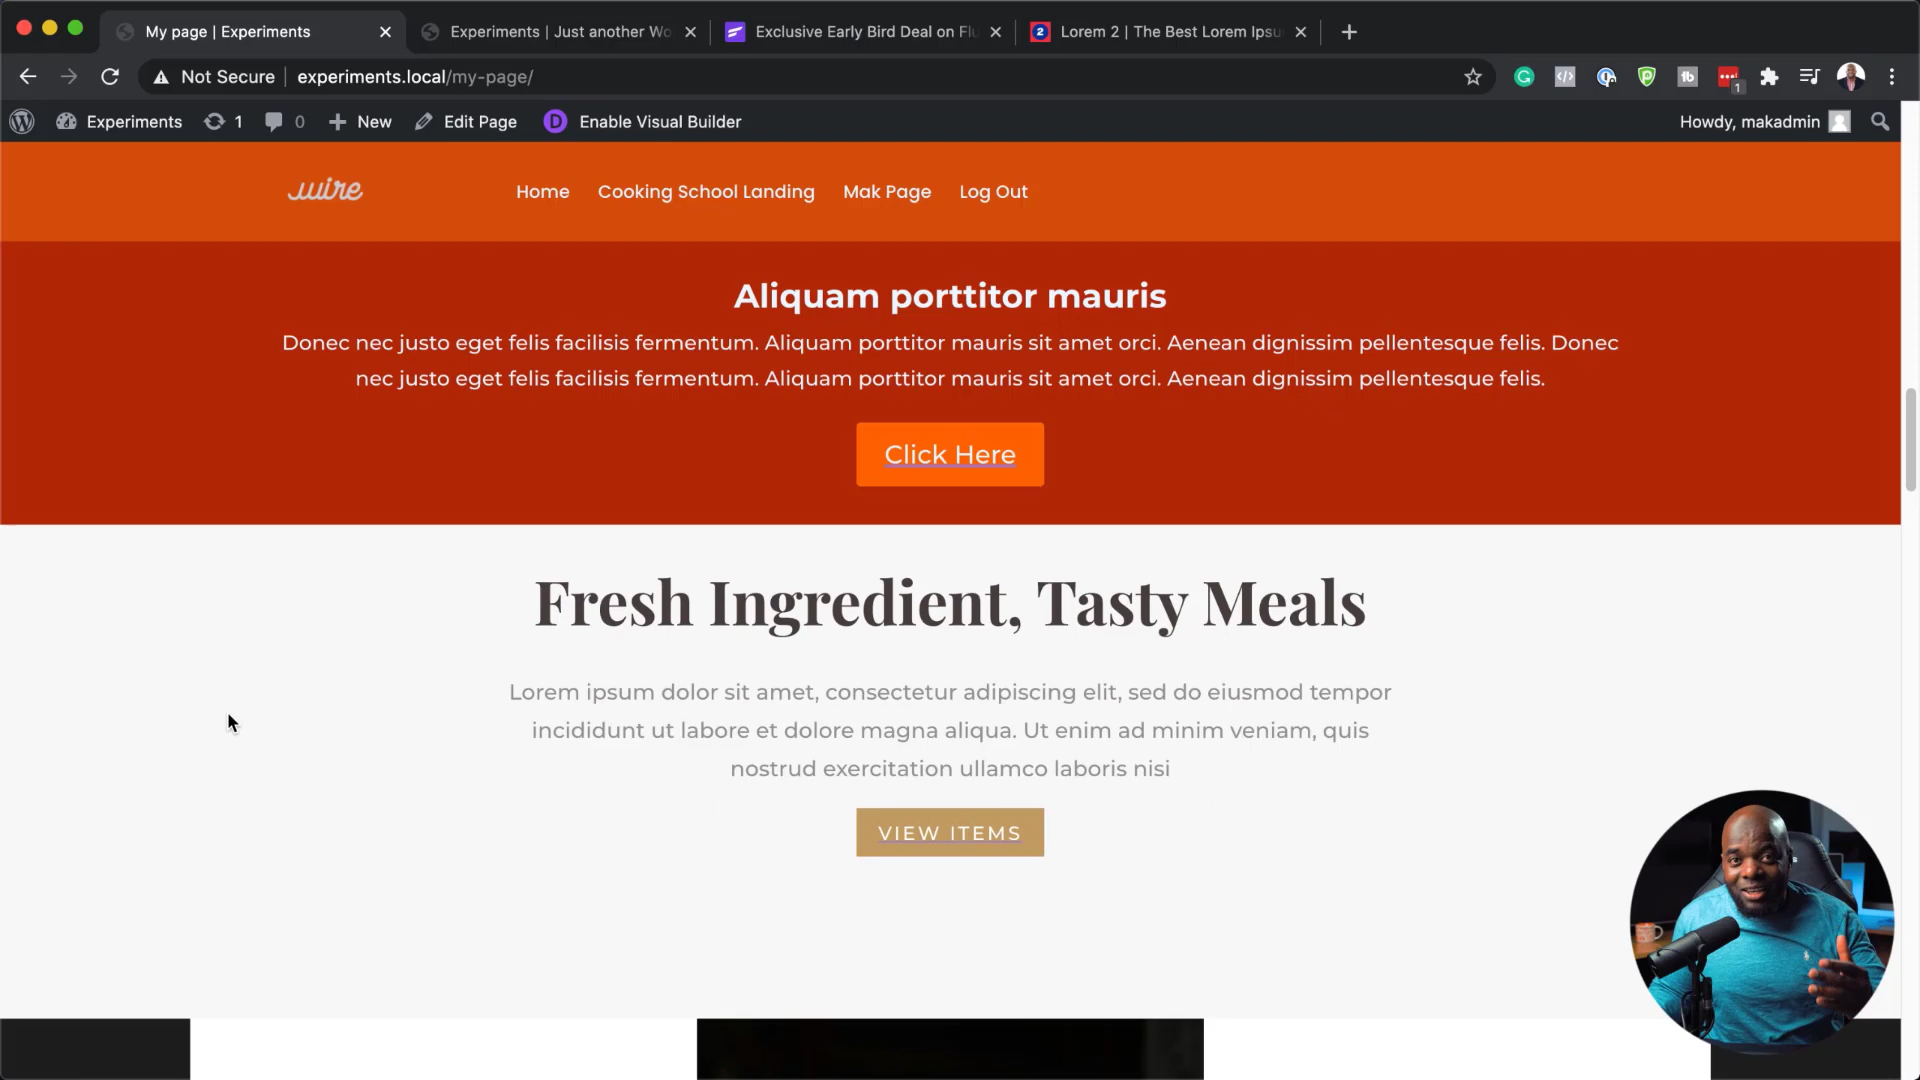 My page | Experiments
Experiments | Just another Wo
Exclusive Early Bird Deal on Flu
2 Lorem 2 | The Best Lorem Ipsu
Not Secure experiments.local/my-page/
1
Experiments 1 0 New Edit Page D Enable Visual Builder Howdy, makadmin
wire Home Cooking School Landing Mak Page Log Out
Aliquam porttitor mauris
Donec nec justo eget felis facilisis fermentum. Aliquam porttitor mauris sit amet orci. Aenean dignissim pellentesque felis. Donec
nec justo eget felis facilisis fermentum. Aliquam porttitor mauris sit amet orci. Aenean dignissim pellentesque felis.
Click Here
Fresh Ingredient, Tasty Meals
Lorem ipsum dolor sit amet, consectetur adipiscing elit, sed do eiusmod tempor
incididunt ut labore et dolore magna aliqua. Ut enim ad minim veniam, quis
nostrud exercitation ullamco laboris nisi
VIEW ITEMS